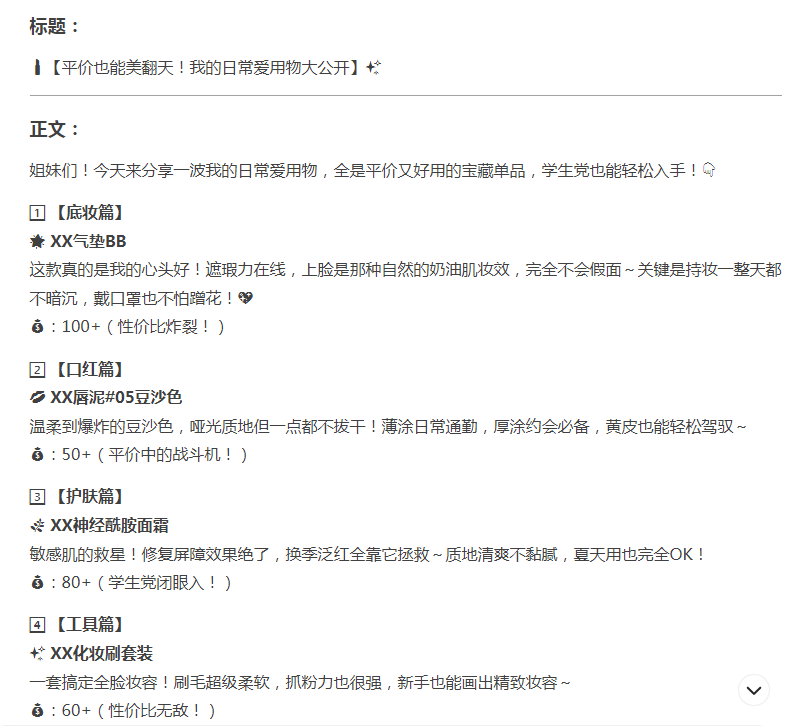 标题：
💄【平价也能美翻天！我的日常爱用物大公开】✨
正文：
姐妹们！今天来分享一波我的日常爱用物，全是平价又好用的宝藏单品，学生党也能轻松入手！👇
1️⃣ 【底妆篇】
🌟 XX气垫BB
这款真的是我的心头好！遮瑕力在线，上脸是那种自然的奶油肌妆效，完全不会假面～关键是持妆一整天都
不暗沉，戴口罩也不怕蹭花！💖
💰：100+（性价比炸裂！）
2️⃣ 【口红篇】
💋 XX唇泥#05豆沙色
温柔到爆炸的豆沙色，哑光质地但一点都不拔干！薄涂日常通勤，厚涂约会必备，黄皮也能轻松驾驭～
💰：50+（平价中的战斗机！）
3️⃣ 【护肤篇】
🌿 XX神经酰胺面霜
敏感肌的救星！修复屏障效果绝了，换季泛红全靠它拯救～质地清爽不黏腻，夏天用也完全OK！
💰：80+（学生党闭眼入！）
4️⃣ 【工具篇】
✨ XX化妆刷套装
一套搞定全脸妆容！刷毛超级柔软，抓粉力也很强，新手也能画出精致妆容～
💰：60+（性价比无敌！）